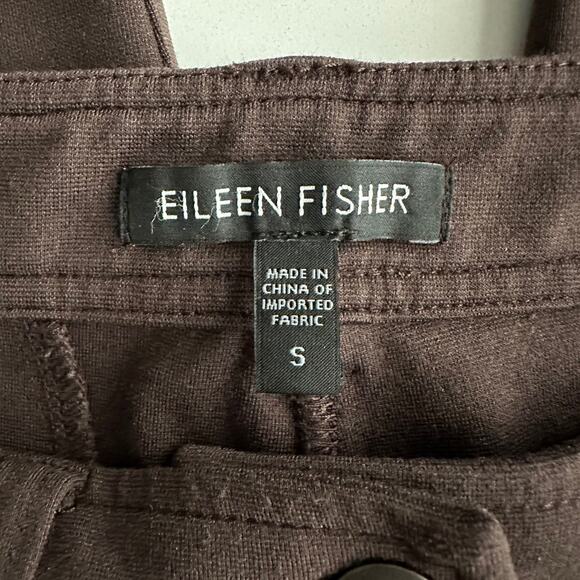 EILEEN FISHER
MADE IN
CHINA OF
IMPORTED
FABRIC
S